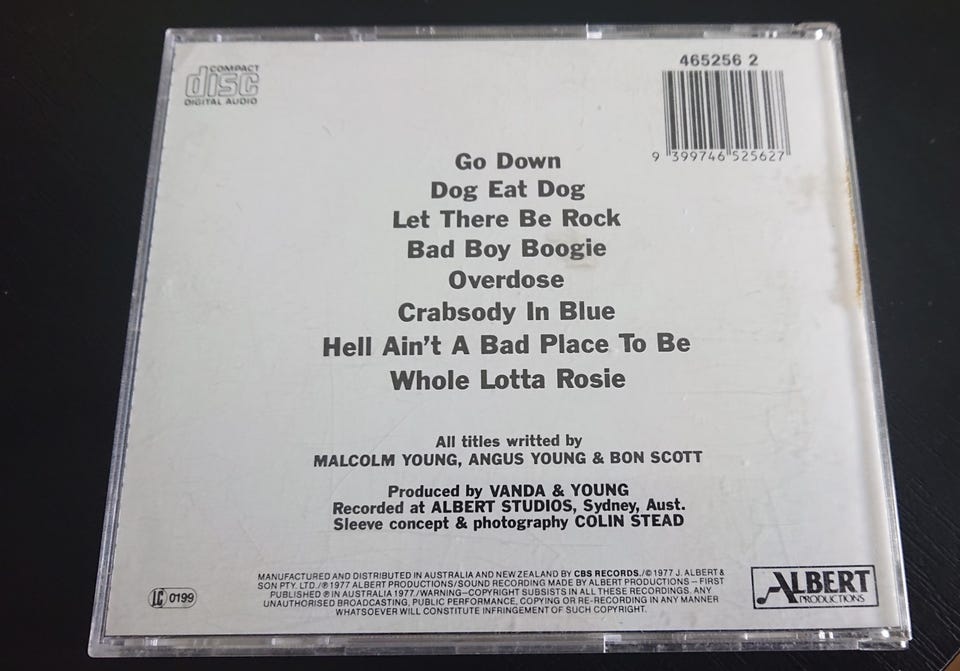 COMPACT
disc
DIGITAL AUDIO
465256 2
9 399746 525627
Go Down
Dog Eat Dog
Let There Be Rock
Bad Boy Boogie
Overdose
Crabsody In Blue
Hell Ain't A Bad Place To Be
Whole Lotta Rosie
All titles writted by
MALCOLM YOUNG, ANGUS YOUNG & BON SCOTT
Produced by VANDA & YOUNG
Recorded at ALBERT STUDIOS, Sydney, Aust.
Sleeve concept & photography COLIN STEAD
MANUFACTURED AND DISTRIBUTED IN AUSTRALIA AND NEW ZEALAND BY CBS RECORDS./© 1977 J. ALBERT &
SON PTY. LTD./℗ 1977 ALBERT PRODUCTIONS/SOUND RECORDING MADE BY ALBERT PRODUCTIONS – FIRST
PUBLISHED ℗ IN AUSTRALIA 1977./WARNING—COPYRIGHT SUBSISTS IN ALL THESE RECORDINGS. ANY
UNAUTHORISED BROADCASTING, PUBLIC PERFORMANCE, COPYING OR RE-RECORDING IN ANY MANNER
WHATSOEVER WILL CONSTITUTE INFRINGEMENT OF SUCH COPYRIGHT.
LC 0199
ALBERT
PRODUCTIONS